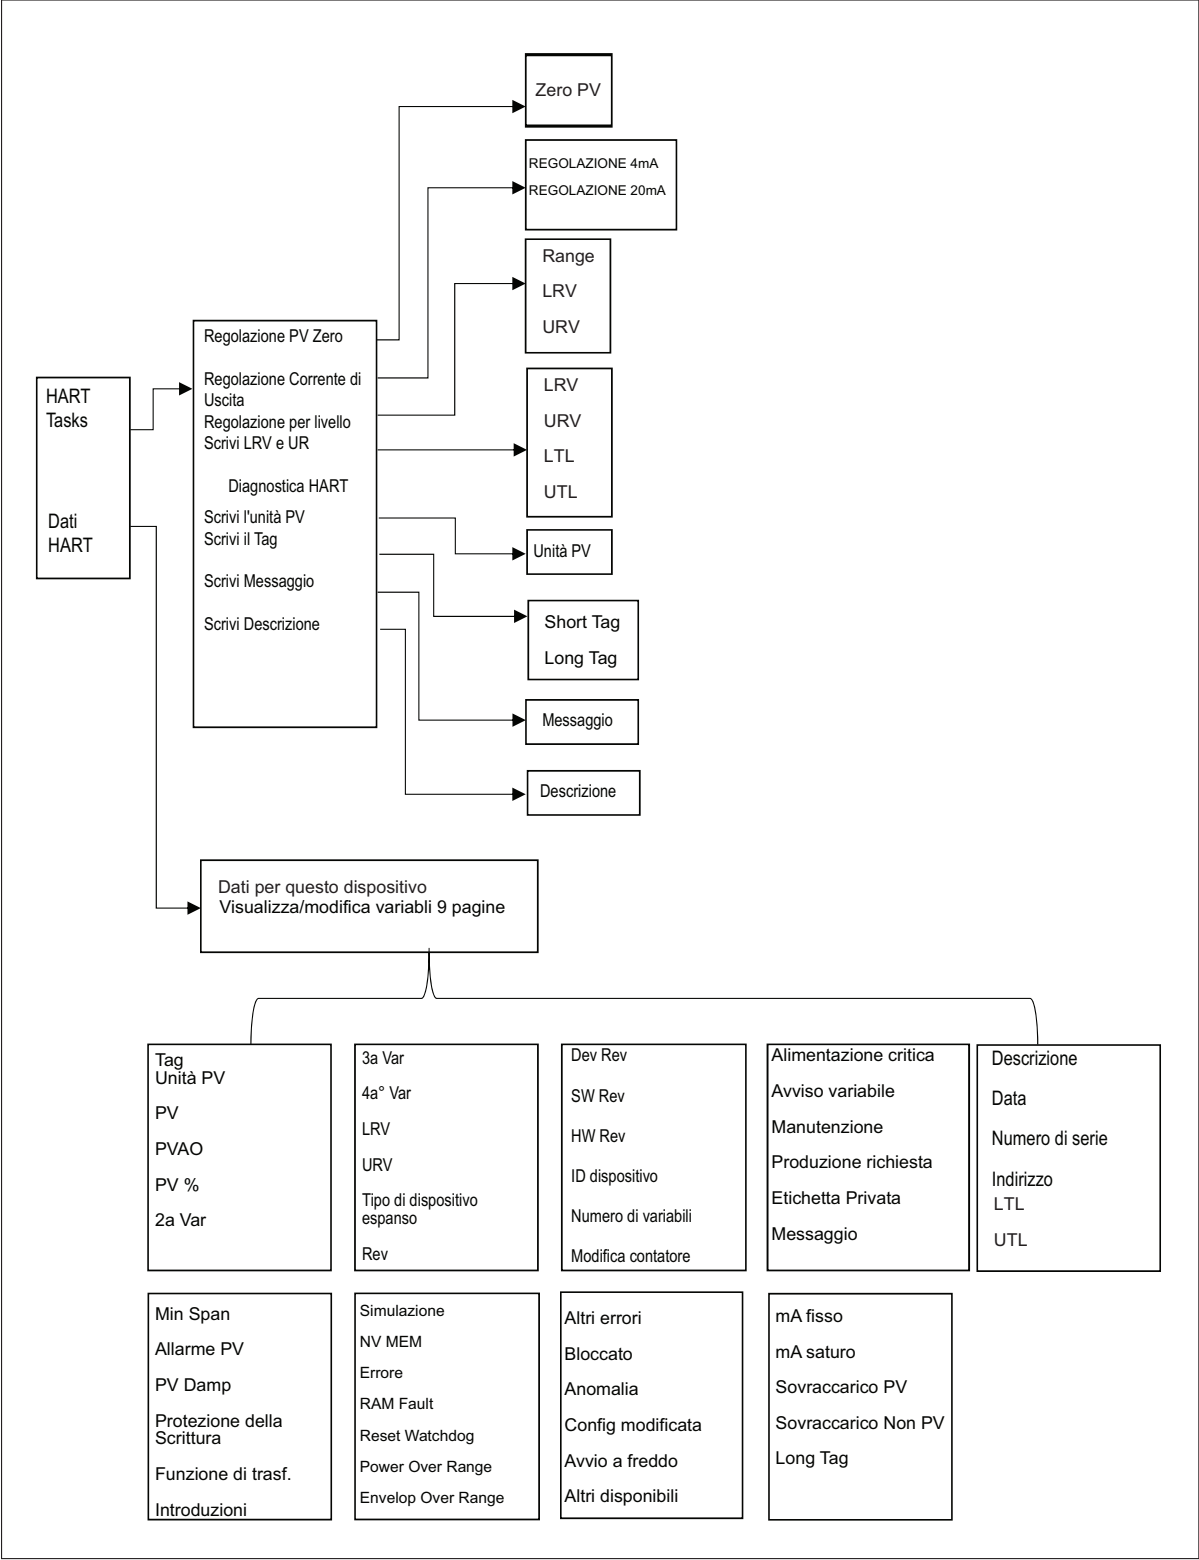 Zero PV
REGOLAZIONE 4mA
REGOLAZIONE 20mA
Range
LRV
URV
HART
Tasks
Dati
HART
Regolazione PV Zero
Regolazione Corrente di
Uscita
Regolazione per livello
Scrivi LRV e UR
Diagnostica HART
Scrivi l'unità PV
Scrivi il Tag
Scrivi Messaggio
Scrivi Descrizione
LRV
URV
LTL
UTL
Unità PV
Short Tag
Long Tag
Messaggio
Descrizione
Dati per questo dispositivo
Visualizza/modifica variabli 9 pagine
Tag
Unità PV
PV
PVAO
PV %
2a Var
3a Var
4a° Var
LRV
URV
Tipo di dispositivo
espanso
Rev
Dev Rev
SW Rev
HW Rev
ID dispositivo
Numero di variabili
Modifica contatore
Alimentazione critica
Avviso variabile
Manutenzione
Produzione richiesta
Etichetta Privata
Messaggio
Descrizione
Data
Numero di serie
Indirizzo
LTL
UTL
Min Span
Allarme PV
PV Damp
Protezione della
Scrittura
Funzione di trasf.
Introduzioni
Simulazione
NV MEM
Errore
RAM Fault
Reset Watchdog
Power Over Range
Envelop Over Range
Altri errori
Bloccato
Anomalia
Config modificata
Avvio a freddo
Altri disponibili
mA fisso
mA saturo
Sovraccarico PV
Sovraccarico Non PV
Long Tag